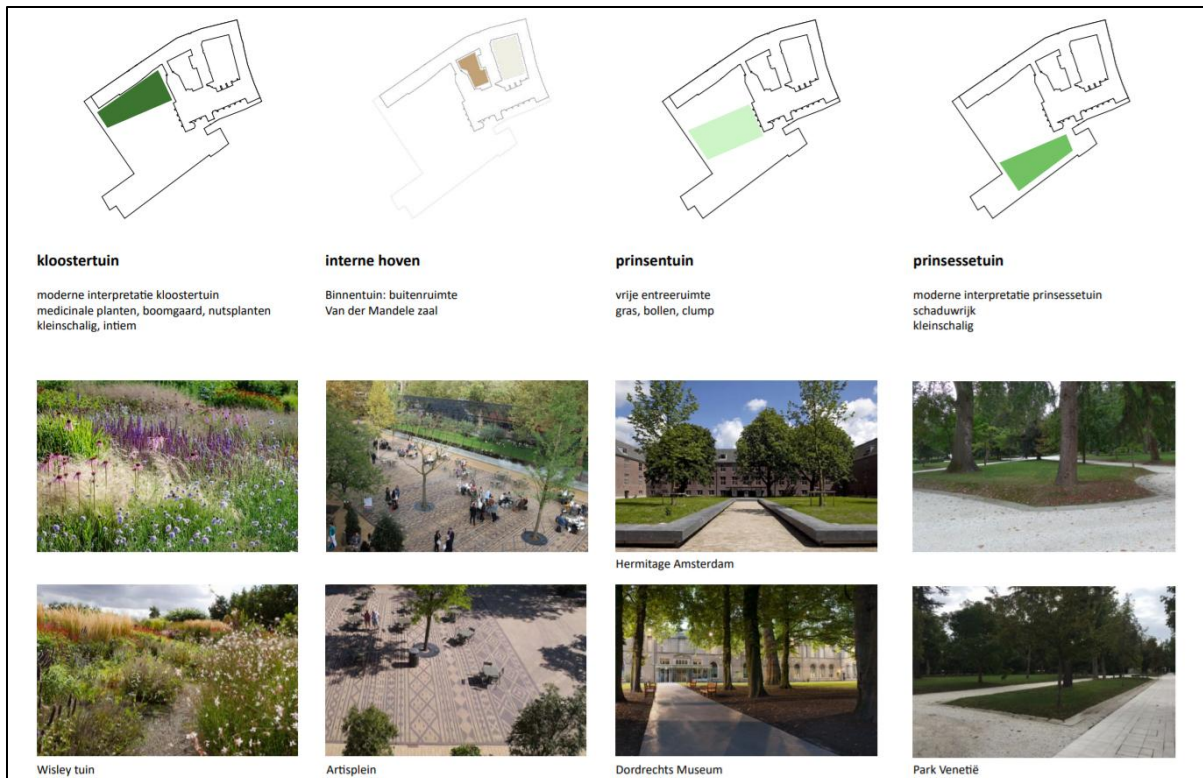 kloostertuin
moderne interpretatie kloostertuin
medicinale planten, boomgaard, nutsplanten
kleinschalig, intiem
interne hoven
Binnentuin: buitenruimte
Van der Mandele zaal
prinsentuin
vrije entreeruimte
gras, bollen, clump
prinsessetuin
moderne interpretatie prinsessetuin
schaduwrijk
kleinschalig
Hermitage Amsterdam
Wisley tuin
Artisplein
Dordrechts Museum
Park Venetië